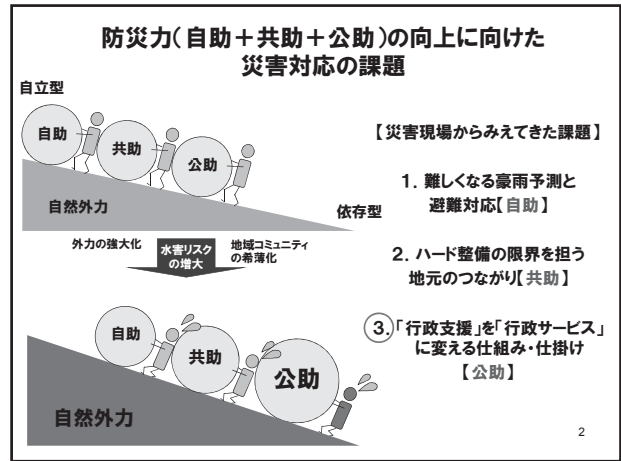 防災力(自助＋共助＋公助)の向上に向けた
災害対応の課題
自立型
自助
共助
公助
自然外力
依存型
外力の強大化
水害リスク
の増大
地域コミュニティ
の希薄化
自助
共助
公助
自然外力
【災害現場からみえてきた課題】
1. 難しくなる豪雨予測と
避難対応【自助】
2. ハード整備の限界を担う
地元のつながり【共助】
3.「行政支援」を「行政サービス」
に変える仕組み・仕掛け
【公助】
2